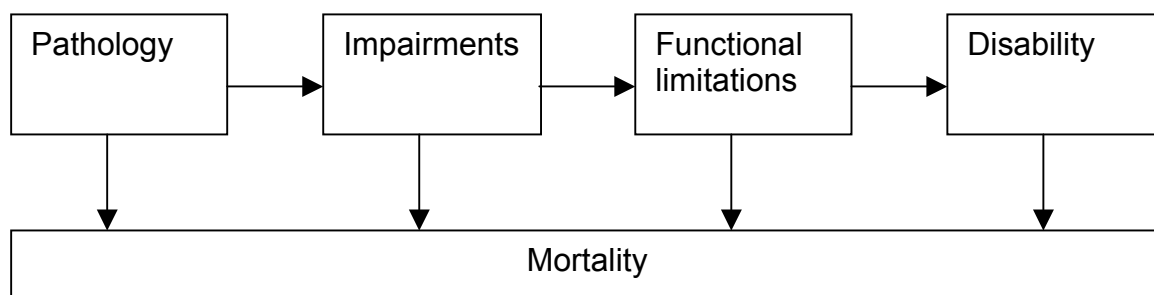 Pathology
Impairments
Functional
limitations
Disability
Mortality